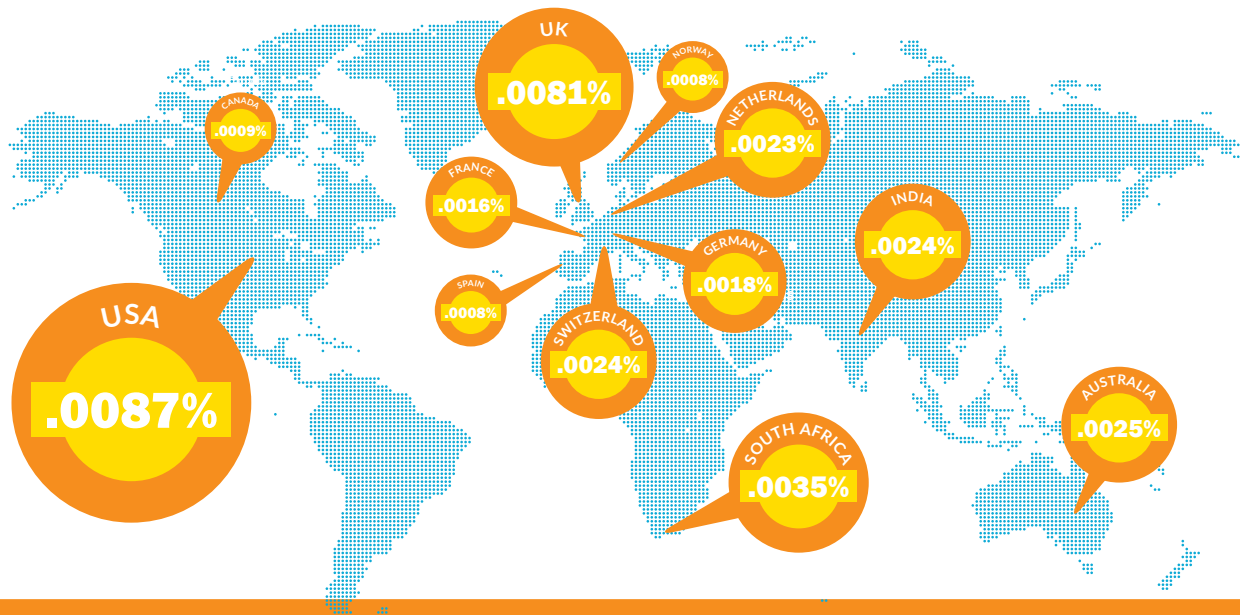 UK
.0081%
NORWAY
.0008%
CANADA
.0009%
NETHERLANDS
.0023%
FRANCE
.0016%
INDIA
.0024%
GERMANY
.0018%
SPAIN
.0008%
USA
.0087%
SWITZERLAND
.0024%
AUSTRALIA
.0025%
SOUTH AFRICA
.0035%